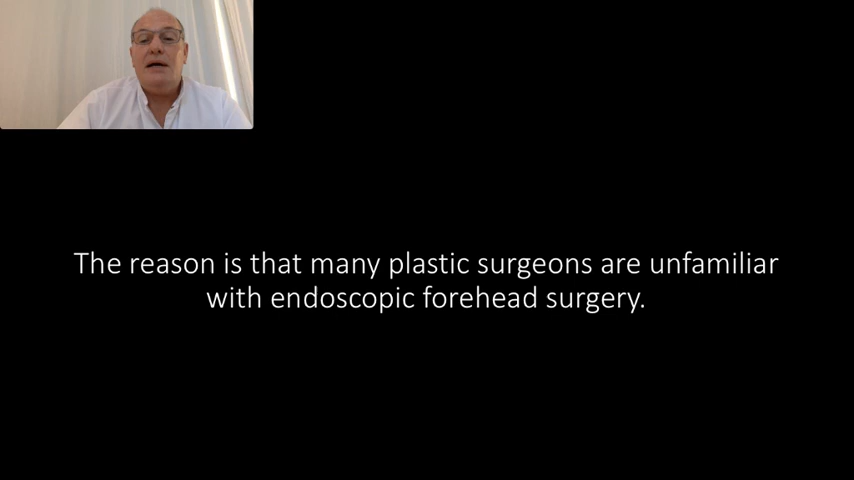 The reason is that many plastic surgeons are unfamiliar
with endoscopic forehead surgery.